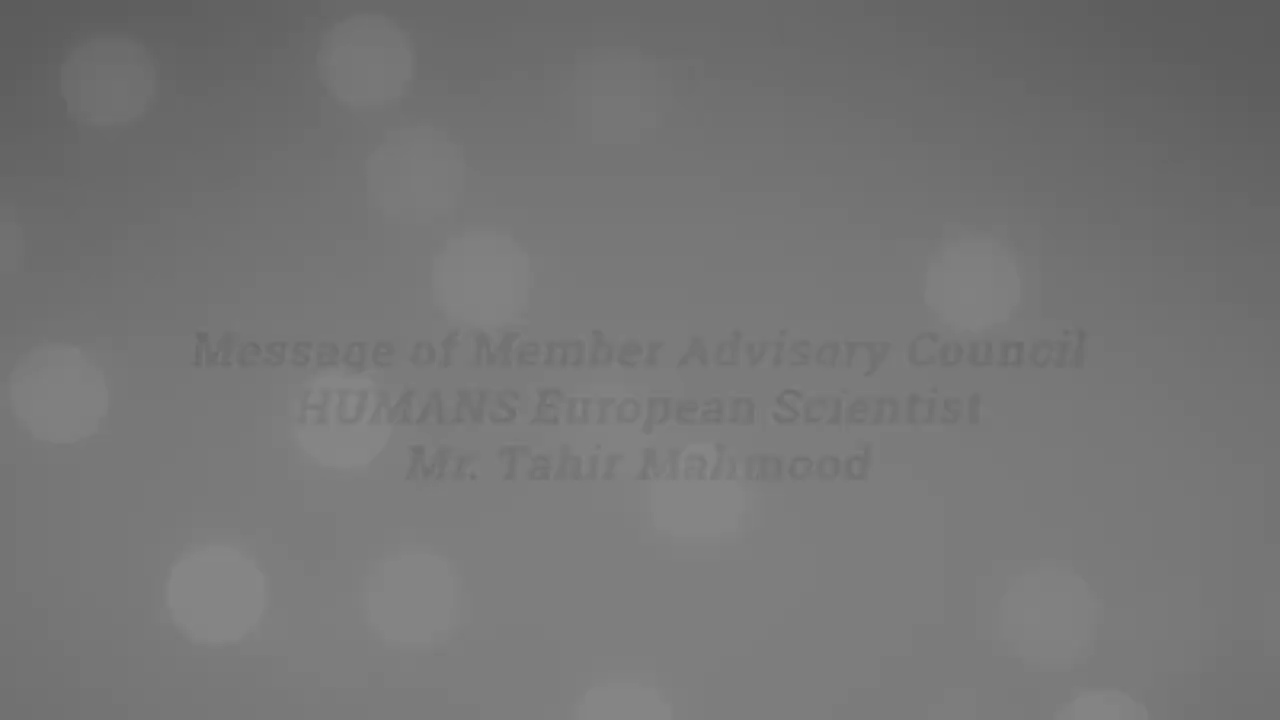 Message of Member Advisory Council
HUMANS European Scientist
Mr. Tahir Mahmood